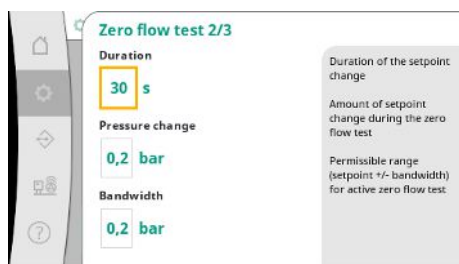 Zero flow test 2/3
Duration
30 s
Pressure change
0,2 bar
Bandwidth
0,2 bar
Duration of the setpoint
change
Amount of setpoint
change during the zero
flow test
Permissible range
(setpoint +/- bandwidth)
for active zero flow test
?